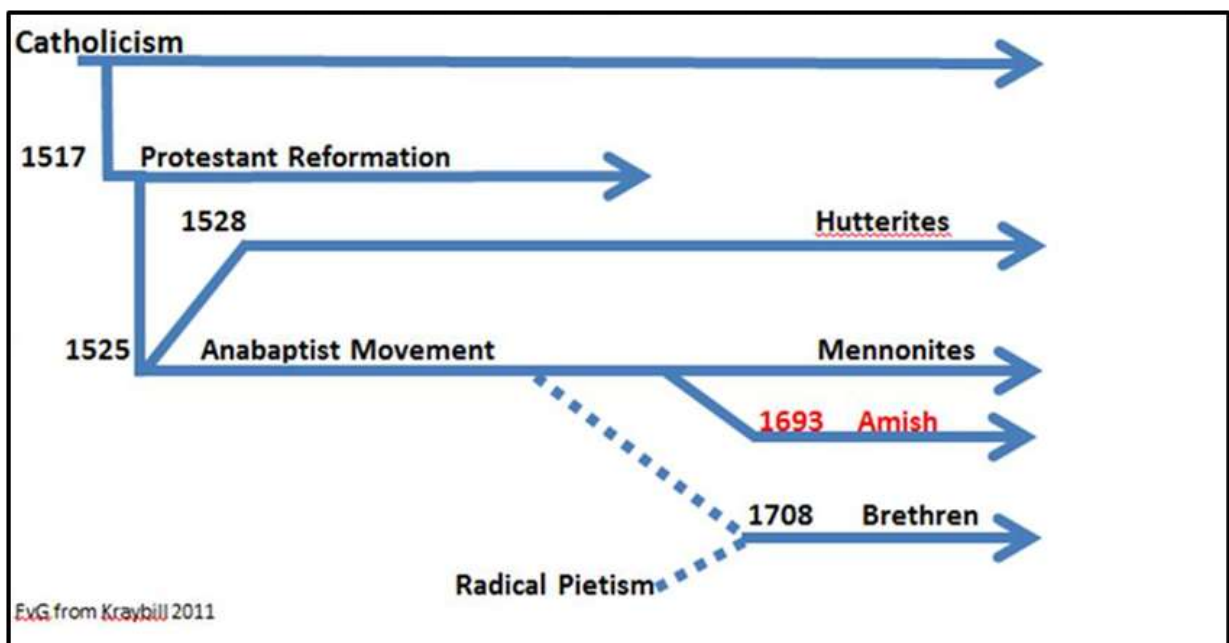 Catholicism
1517 Protestant Reformation
1528 Hutterites
1525 Anabaptist Movement Mennonites
1693 Amish
1708 Brethren
Radical Pietism
EvG from Kraybill 2011